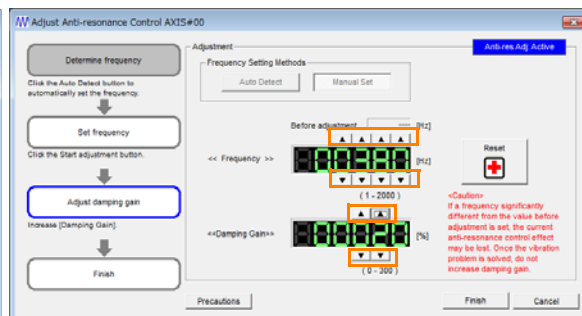 Adjust Anti-resonance Control AXIS#00
Determine frequency
Click the Auto Detect button to
automatically set the frequency.
Set frequency
Click the Start adjustment button.
Adjust damping gain
Increase [Damping Gain].
Finish
Adjustment
Anti-res Adj Active
Frequency Setting Methods
Auto Detect
Manual Set
Before adjustment
---- [Hz]
<< Frequency >>
[Hz]
( 1 - 2000 )
<<Damping Gain>>
[%]
( 0 - 300 )
Reset
<Caution>
If a frequency significantly
different from the value before
adjustment is set, the current
anti-resonance control effect
may be lost. Once the vibration
problem is solved, do not
increase damping gain.
Precautions
Finish
Cancel